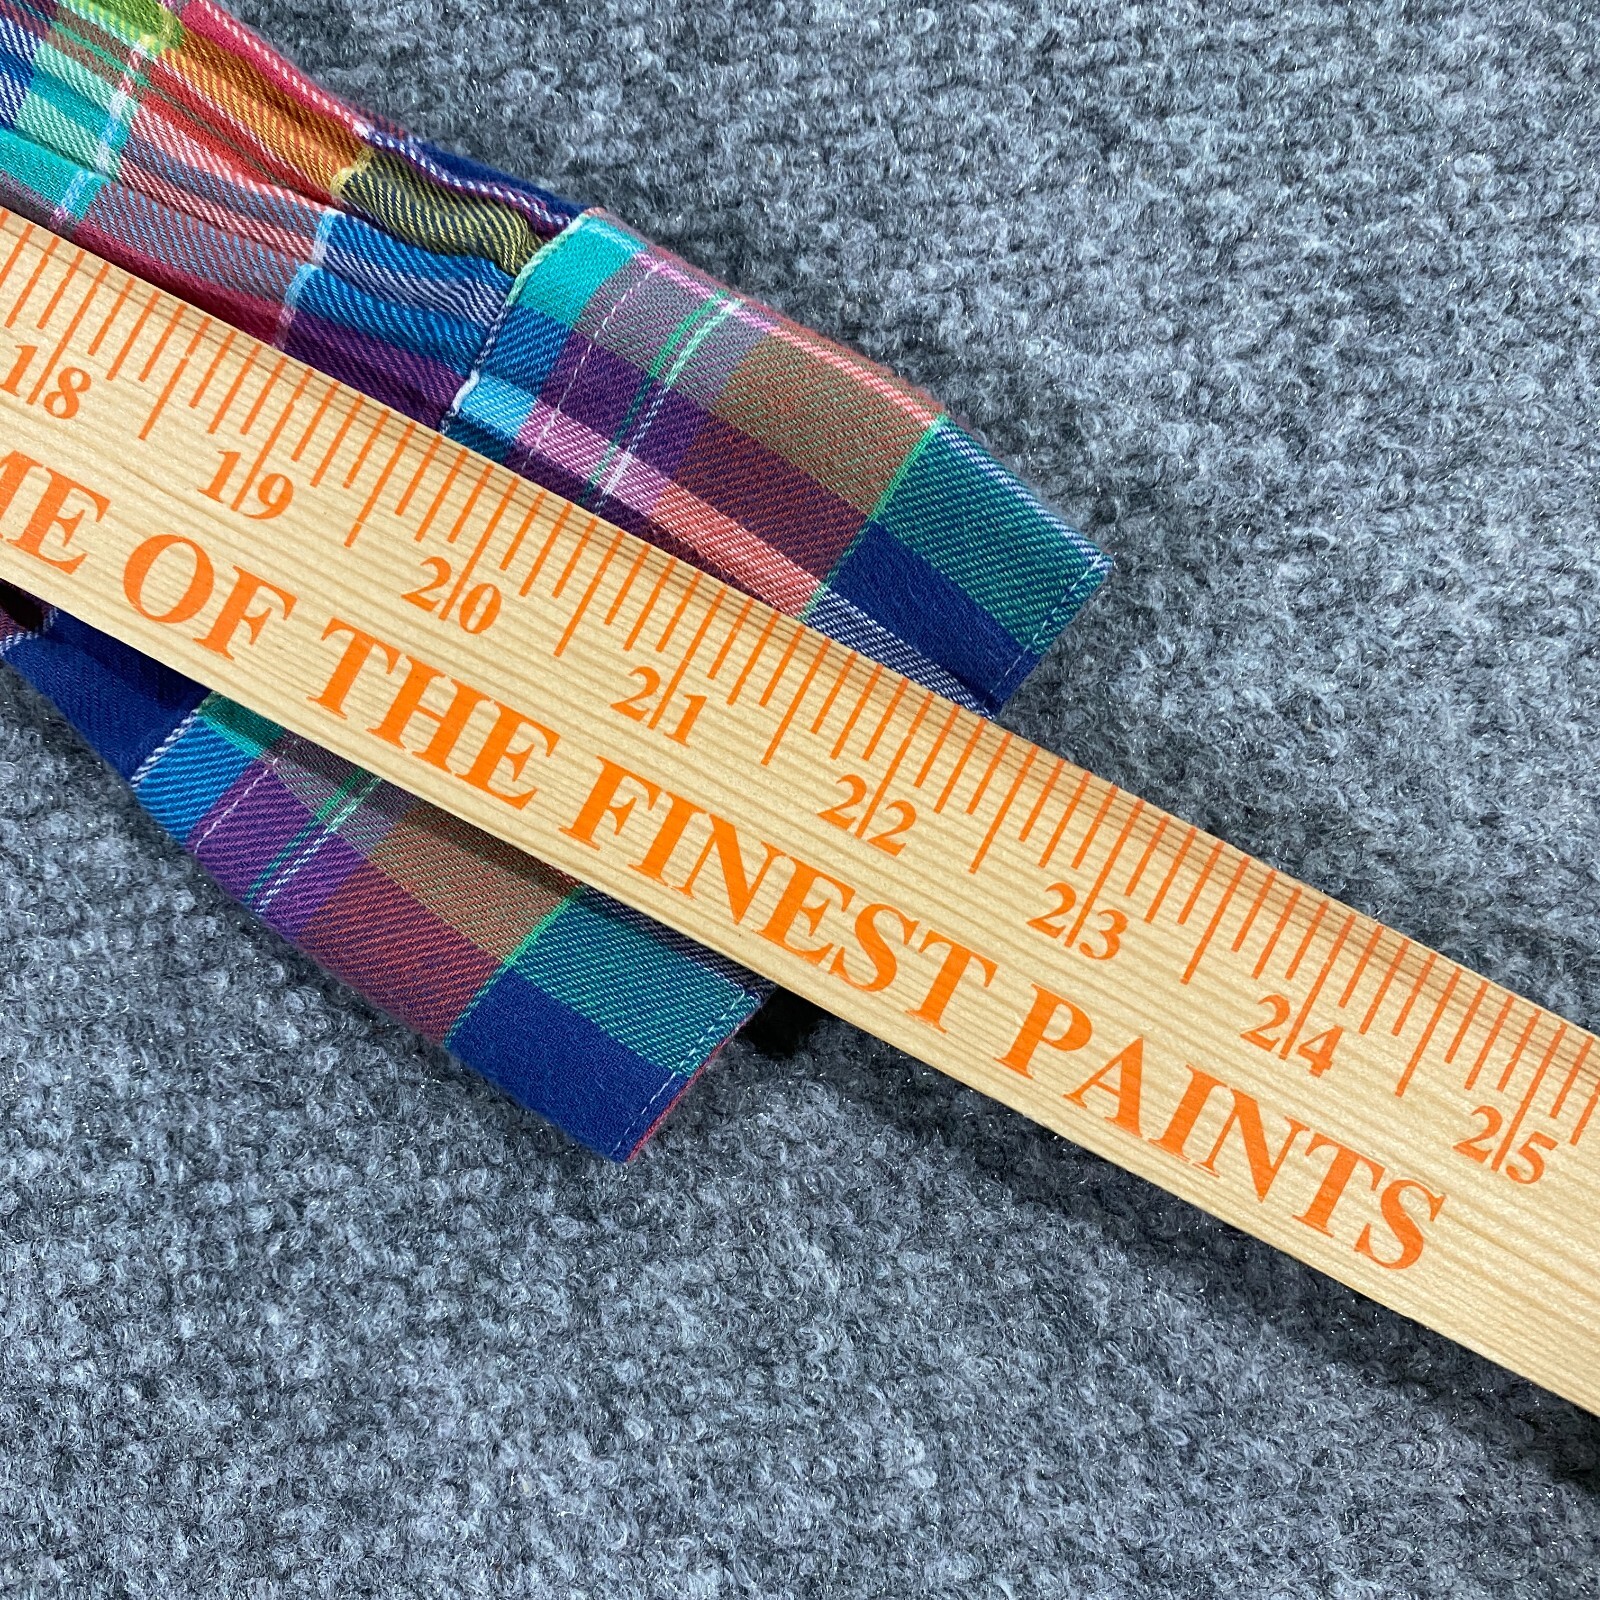 18 19 20 21 22 23 24 25
ME OF THE FINEST PAINTS